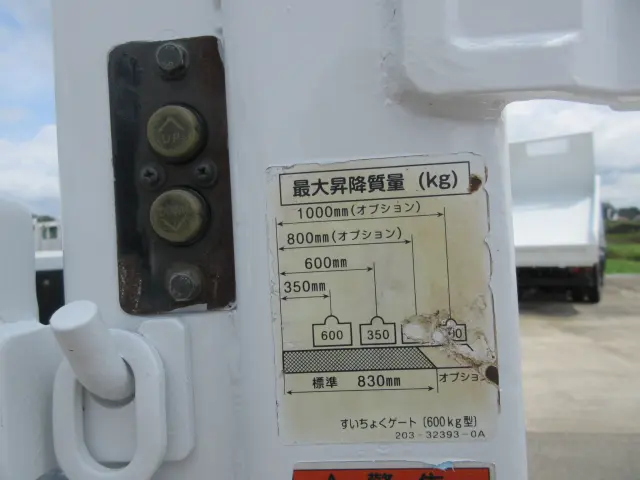 UP
最大昇降質量 (kg)
1000mm(オプション)
800mm(オプション)
600mm
350mm
600 350
標準 830mm オプショ
すいちょくゲート (600kg型)
203-32393-0A